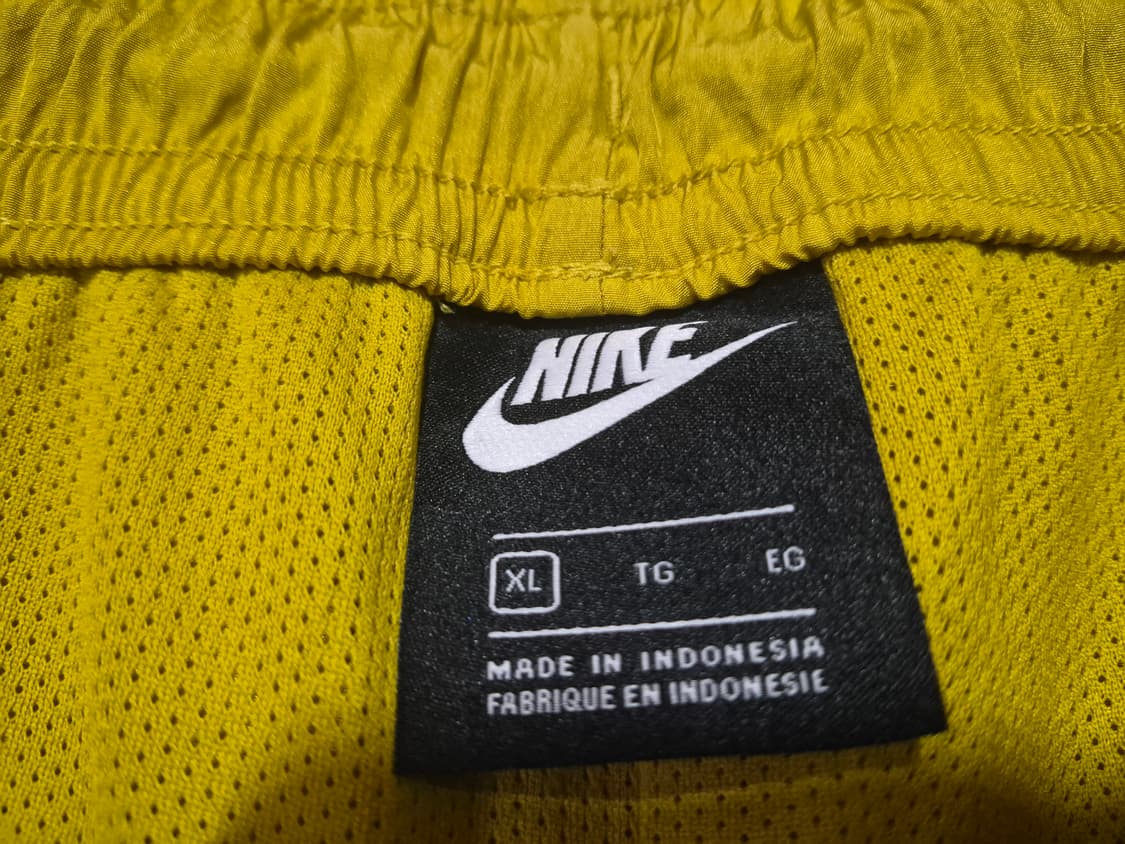 NIKE
XL TG EG
MADE IN INDONESIA
FABRIQUE EN INDONESIE